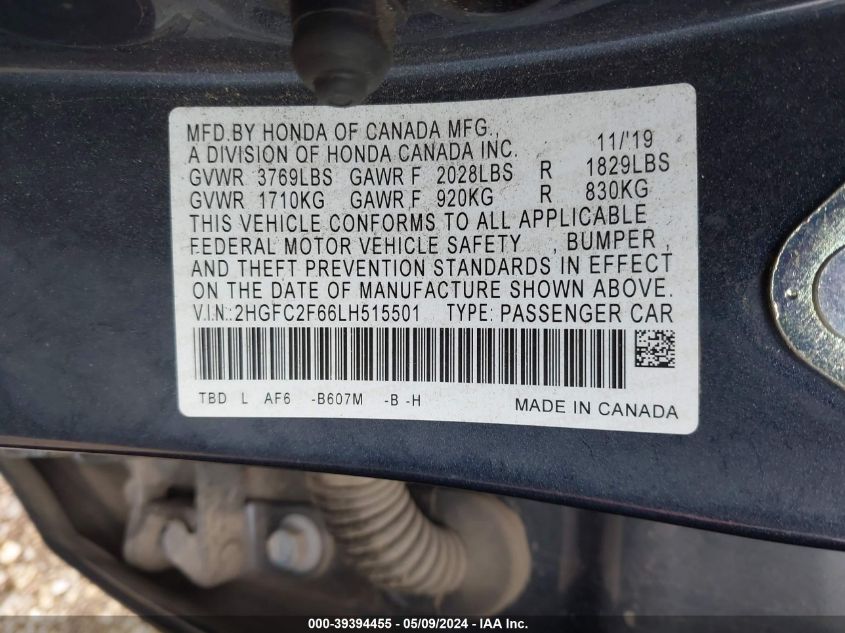 MFD.BY HONDA OF CANADA MFG., 11/'19
A DIVISION OF HONDA CANADA INC.
GVWR 3769LBS GAWR F 2028LBS R 1829LBS
GVWR 1710KG GAWR F 920KG R 830KG
THIS VEHICLE CONFORMS TO ALL APPLICABLE
FEDERAL MOTOR VEHICLE SAFETY , BUMPER ,
AND THEFT PREVENTION STANDARDS IN EFFECT
ON THE DATE OF MANUFACTURE SHOWN ABOVE.
V.I.N.:2HGFC2F66LH515501 TYPE: PASSENGER CAR
TBD L AF6 -B607M -B -H MADE IN CANADA
000-39394455 - 05/09/2024 - IAA Inc.